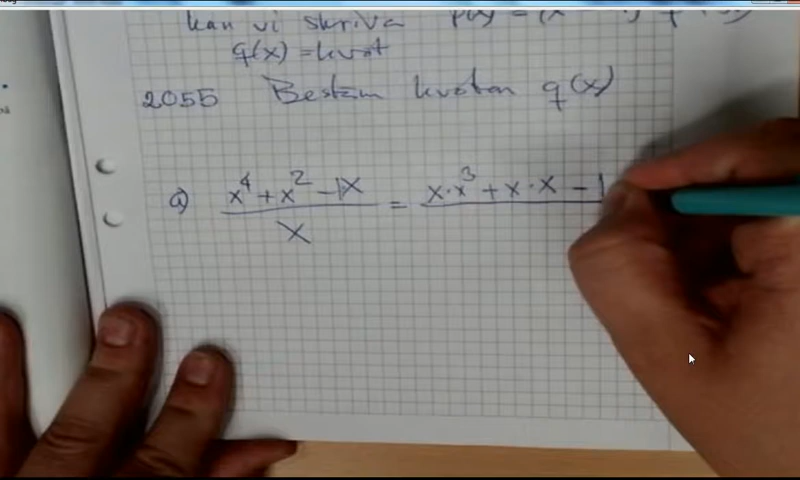 kan vi skriva p(x) = (x
q(x) = kvot
2055 Bestäm kvoten q(x)
a) x⁴ + x² - 1x / x = x·x³ + x·x - 1